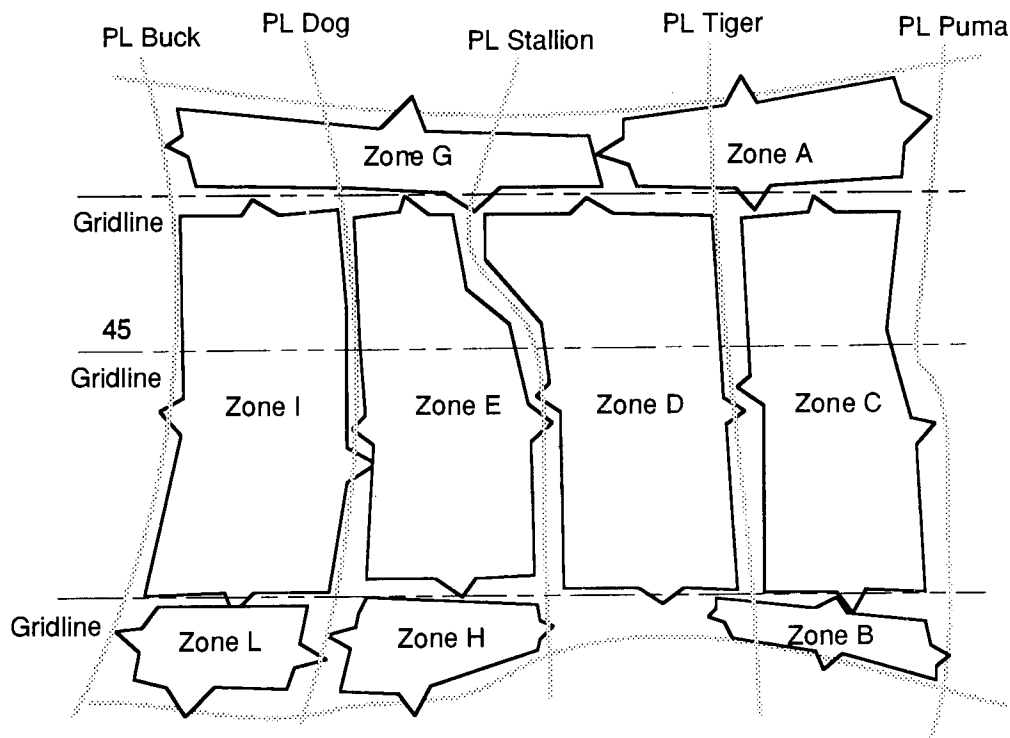 PL Buck
PL Dog
PL Stallion
PL Tiger
PL Puma
Zone G
Zone A
Gridline
45
Gridline
Zone I
Zone E
Zone D
Zone C
Gridline
Zone L
Zone H
Zone B